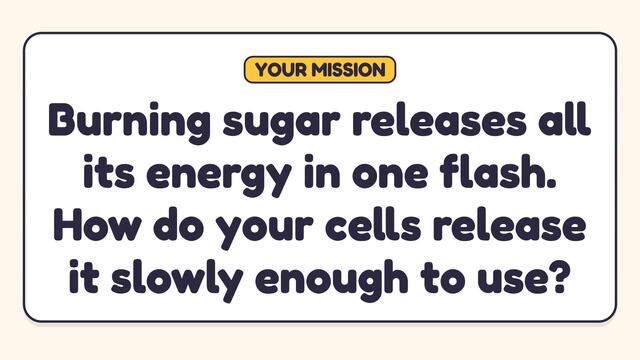 YOUR MISSION
Burning sugar releases all
its energy in one flash.
How do your cells release
it slowly enough to use?